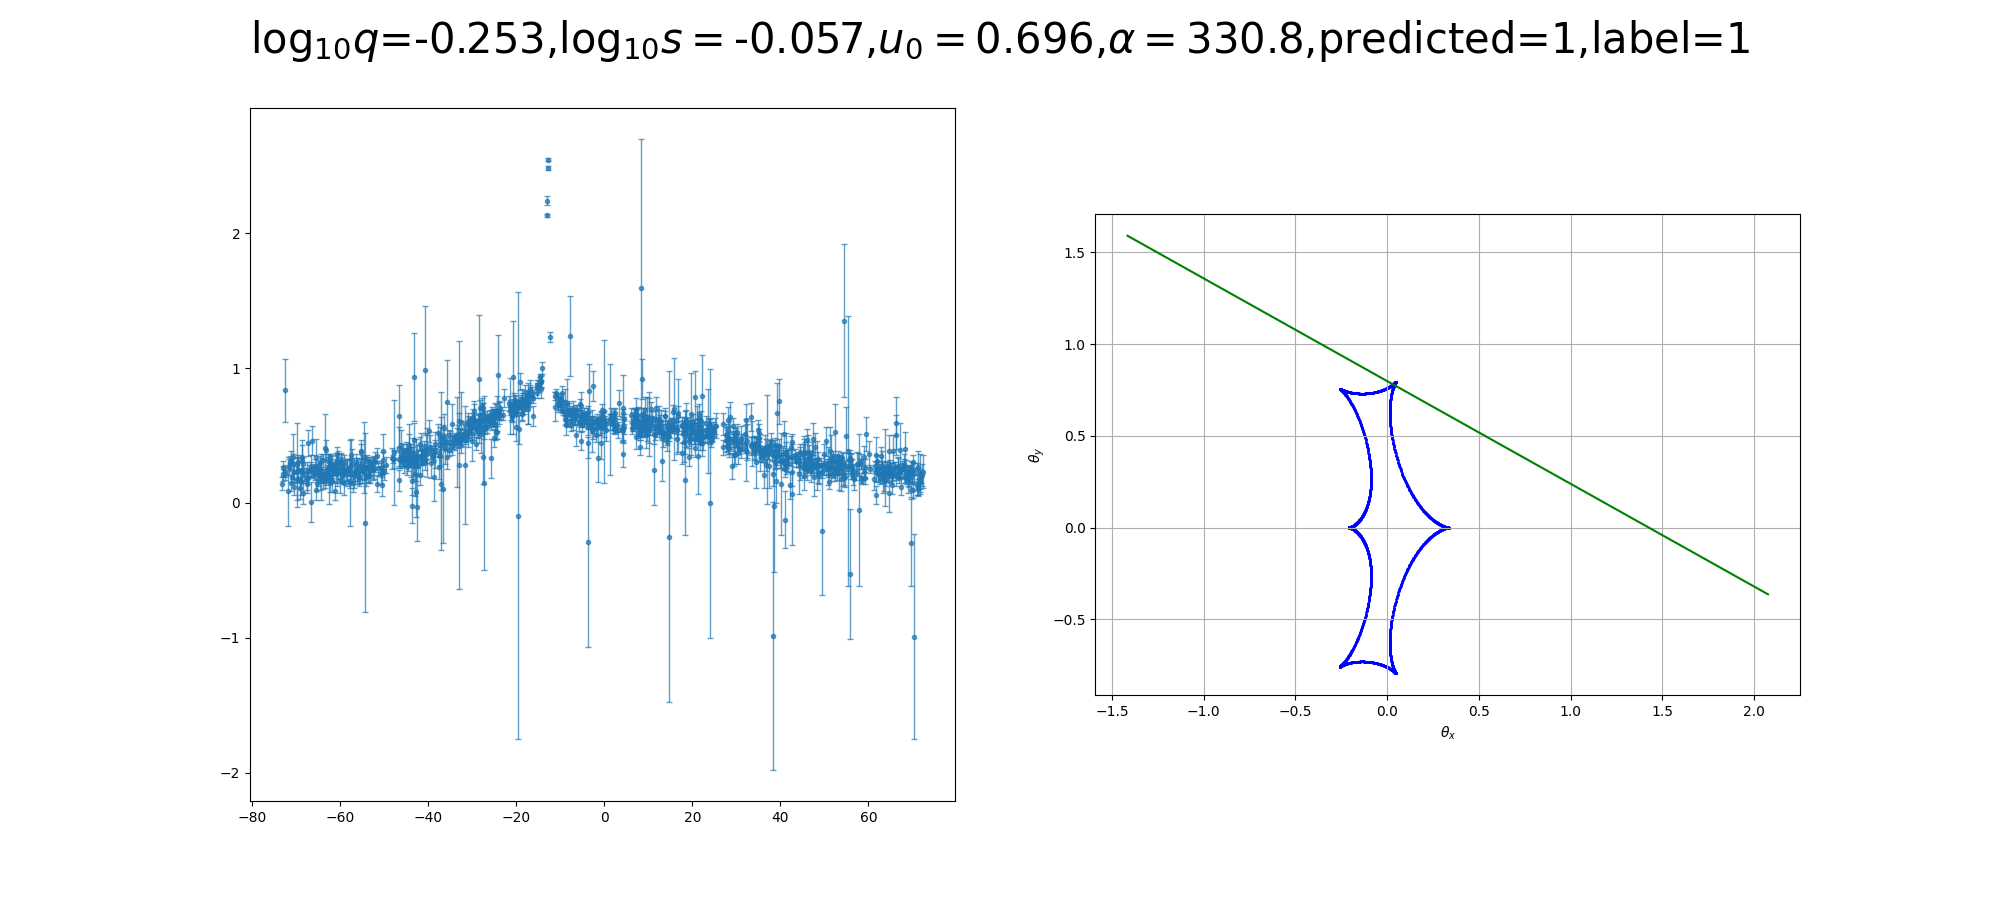 log₁₀q=-0.253,log₁₀s = -0.057,u₀ = 0.696,α = 330.8,predicted=1,label=1
2
1
0
−1
−2
−80 −60 −40 −20 0 20 40 60
1.5
1.0
0.5
0.0
−0.5
θy
−1.5 −1.0 −0.5 0.0 0.5 1.0 1.5 2.0
θx